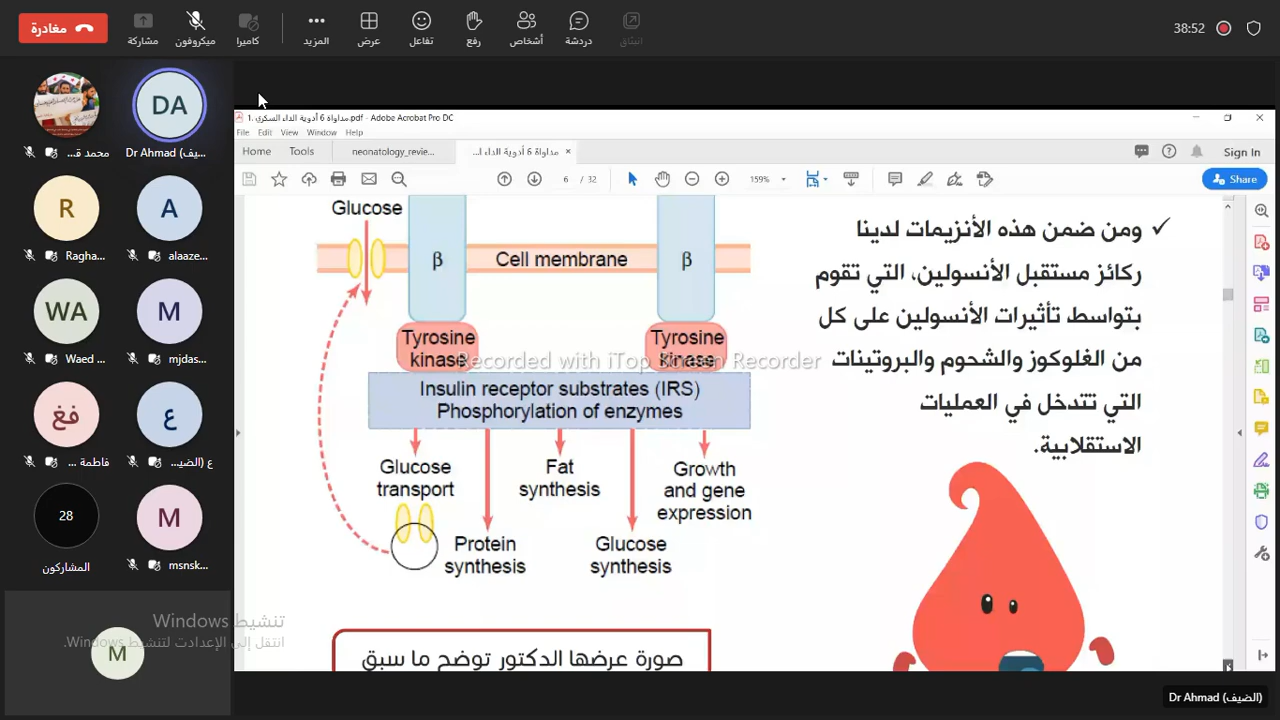 مغادرة
مشاركة
ميكروفون
كاميرا
المزيد
عرض
تفاعل
رفع
أشخاص
دردشة
انبثاق
38:52
محمد ق...
DA
Dr Ahmad (ضيف)...
R
Ragha...
A
alaaze...
WA
Waed ...
M
mjdas...
فغ
فاطمة ...
ع
ع (الضيـ...
28
المشاركون
M
msnsk...
M
تنشيط Windows
انتقل إلى الإعدادات لتنشيط Windows.
1. مداواة 6 أدوية الداء السكري.pdf - Adobe Acrobat Pro DC
File Edit View Window Help
Home
Tools
neonatology_revie...
مداواة 6 أدوية الداء ا...
Sign In
6 / 32
159%
Share
Glucose
β
Cell membrane
β
Tyrosine
kinase
Tyrosine
kinase
Recorded with iTop Screen Recorder
Insulin receptor substrates (IRS)
Phosphorylation of enzymes
Glucose
transport
Fat
synthesis
Growth
and gene
expression
Protein
synthesis
Glucose
synthesis
✓ ومن ضمن هذه الأنزيمات لدينا
ركائز مستقبل الأنسولين، التي تقوم
بتواسط تأثيرات الأنسولين على كل
من الغلوكوز والشحوم والبروتينات
التي تتدخل في العمليات
الاستقلابية.
صورة عرضها الدكتور توضح ما سبق
Dr Ahmad (الضيف)